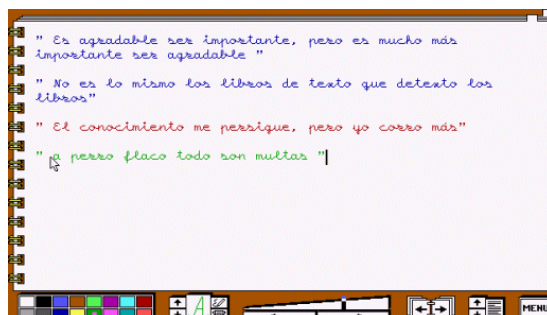 " Es agradable ser importante, pero es mucho más
importante ser agradable "
" No es lo mismo los libros de texto que detexto los
libros"
" El conocimiento me persigue, pero yo corro más"
" a perro flaco todo son multas "
A
MENU